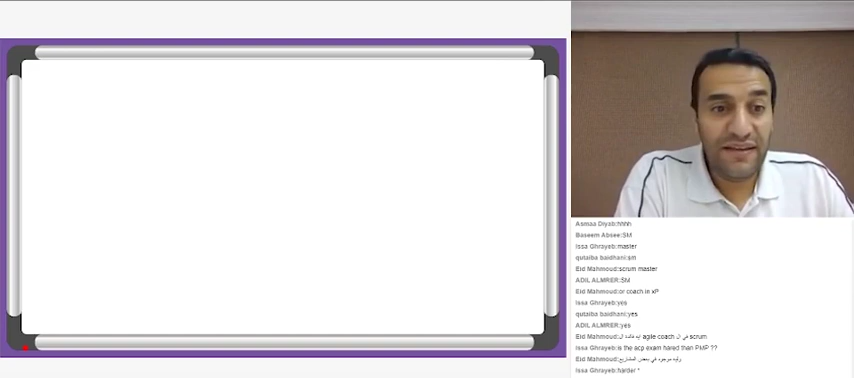 Asmaa Diyab:hhhh
Baseem Absee:SM
Issa Ghrayeb:master
qutaiba baidhani:sm
Eid Mahmoud:scrum master
ADIL ALMRER:SM
Eid Mahmoud:or coach in xP
Issa Ghrayeb:yes
qutaiba baidhani:yes
ADIL ALMRER:yes
Eid Mahmoud:ايه فائدة ال agile coach في ال scrum
Issa Ghrayeb:is the acp exam hared than PMP ??
Eid Mahmoud:وليه موجود في بعض المشاريع
Issa Ghrayeb:harder *